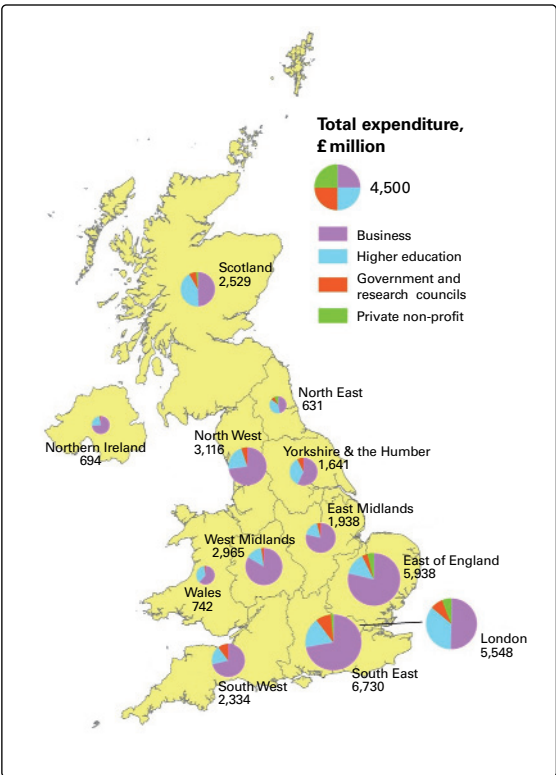 Total expenditure,
£ million
4,500
Business
Higher education
Government and
research councils
Private non-profit
Scotland
2,529
North East
631
Northern Ireland
694
North West
3,116
Yorkshire & the Humber
1,641
East Midlands
1,938
West Midlands
2,965
East of England
5,938
Wales
742
London
5,548
South East
6,730
South West
2,334